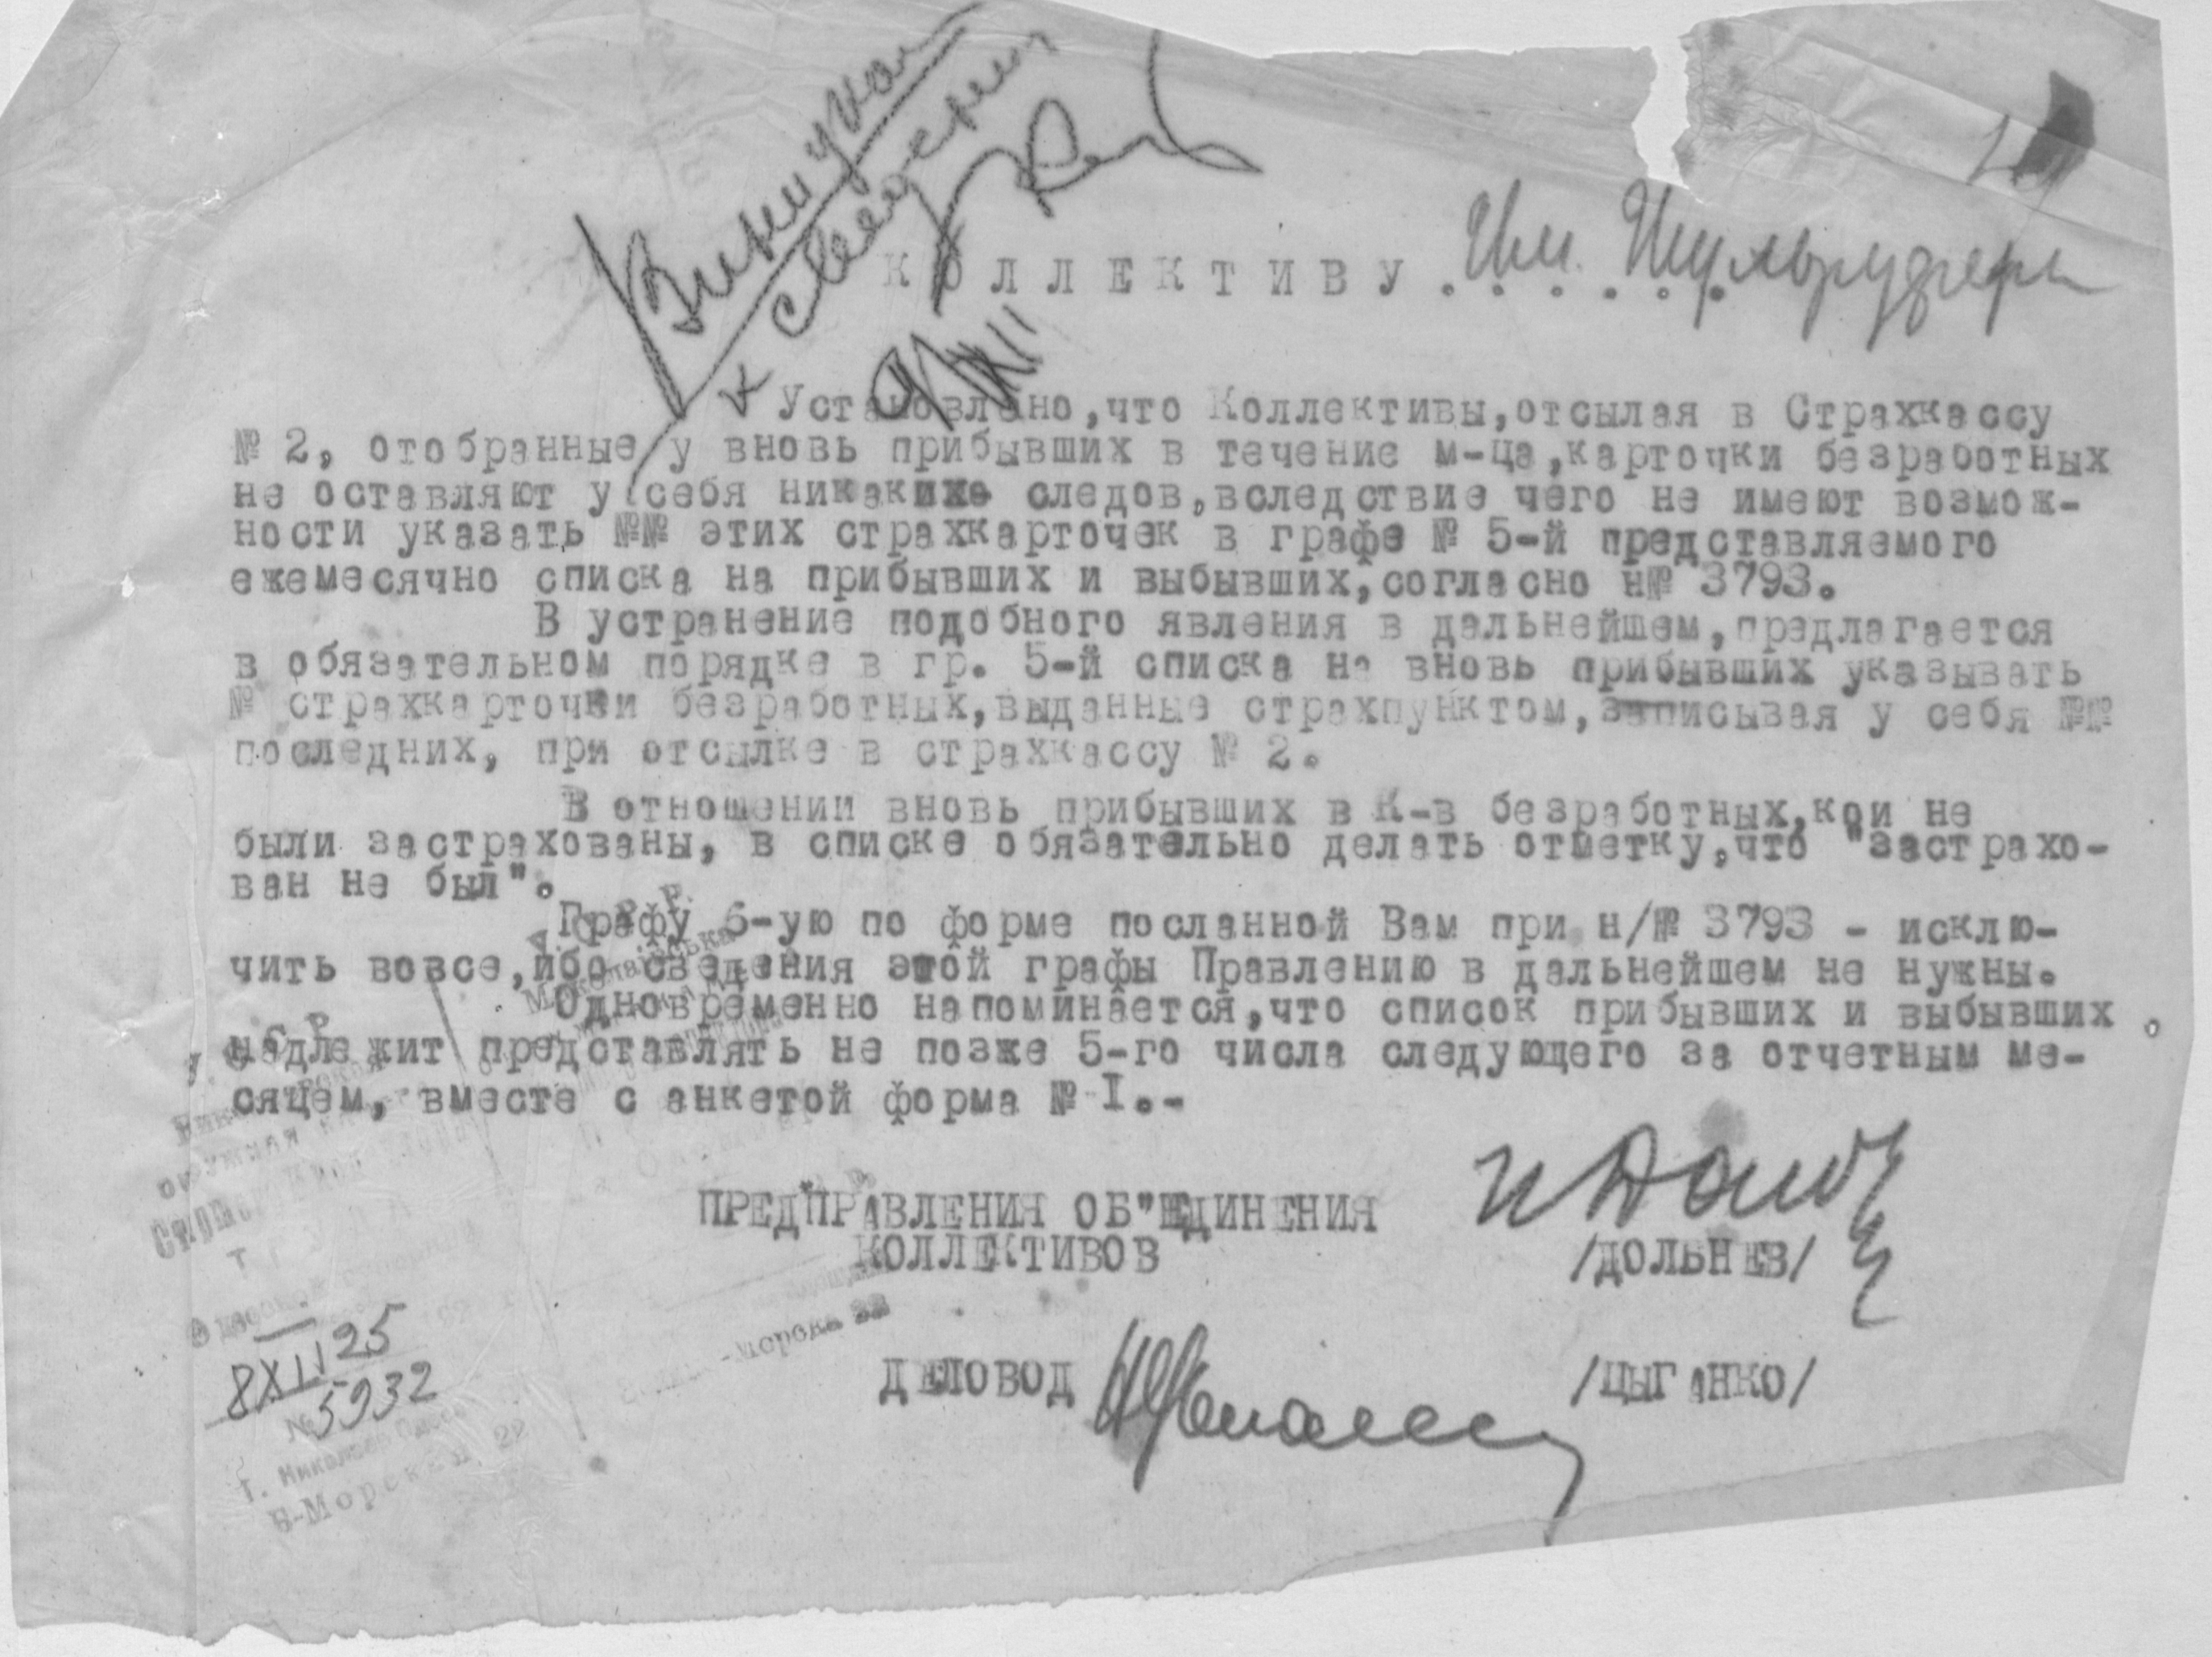 к
КОЛЛЕКТИВУ . . . . . . Им.
Установлено,что Коллективы,отсылая в Страхкассу
№ 2, отобранные у вновь прибывших в течение м-ца,карточки безработных
не оставляют у себя никаких следов,вследствие чего не имеют возмож-
ности указать №№ этих страхкарточек в графе № 5-й представляемого
ежемесячно списка на прибывших и выбывших,согласно н№ 3793.
В устранение подобного явления в дальнейшем,предлагается
в обязательном порядке в гр. 5-й списка на вновь прибывших указывать
№ страхкарточки безработных,выданные страхпунктом,записывая у себя №№
последних, при отсылке в страхкассу № 2.
В отношении вновь прибывших в К-в безработных,кои не
были застрахованы, в списке обязательно делать отметку,что "застрахо-
ван не был".
Графу 6-ую по форме посланной Вам при н/№ 3793 - исклю-
чить вовсе,ибо сведения этой графы Правлению в дальнейшем не нужны.
Одновременно напоминается,что список прибывших и выбывших
надлежит представлять не позже 5-го числа следующего за отчетным ме-
сяцем, вместе с анкетой форма № I.-
ПРЕД"ПРАВЛЕНИЯ ОБ"ЕДИНЕНИЯ
КОЛЛЕКТИВОВ
/ДОЛЬНЕВ/
ДЕЛОВОД
/ЦЫГАНКО/
8 XII 25
№ 5932
г. Николаев Одесс.
В-Морская 22